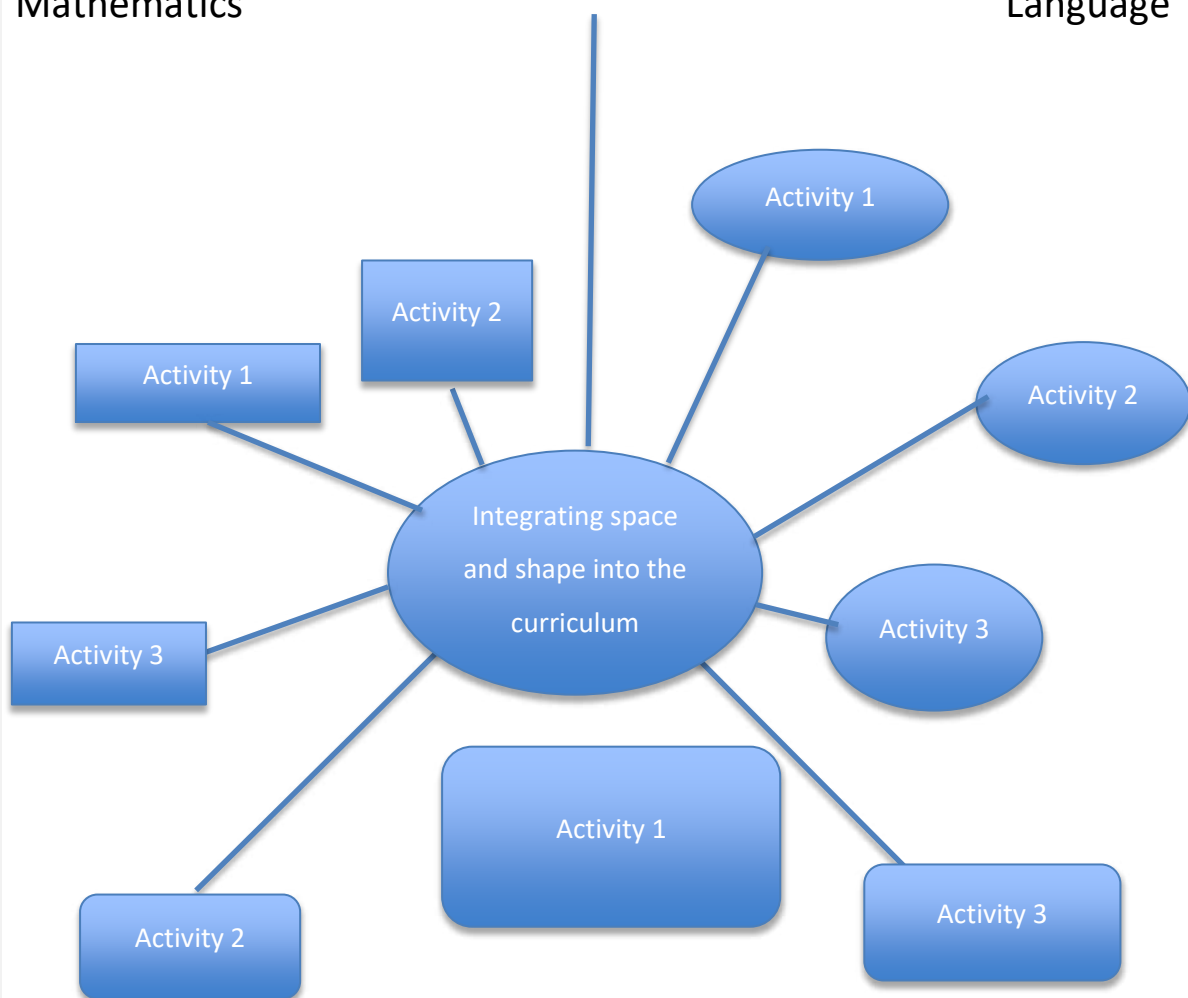 Mathematics
Language
Activity 1
Activity 2
Activity 1
Activity 2
Integrating space
and shape into the
curriculum
Activity 3
Activity 3
Activity 1
Activity 3
Activity 2